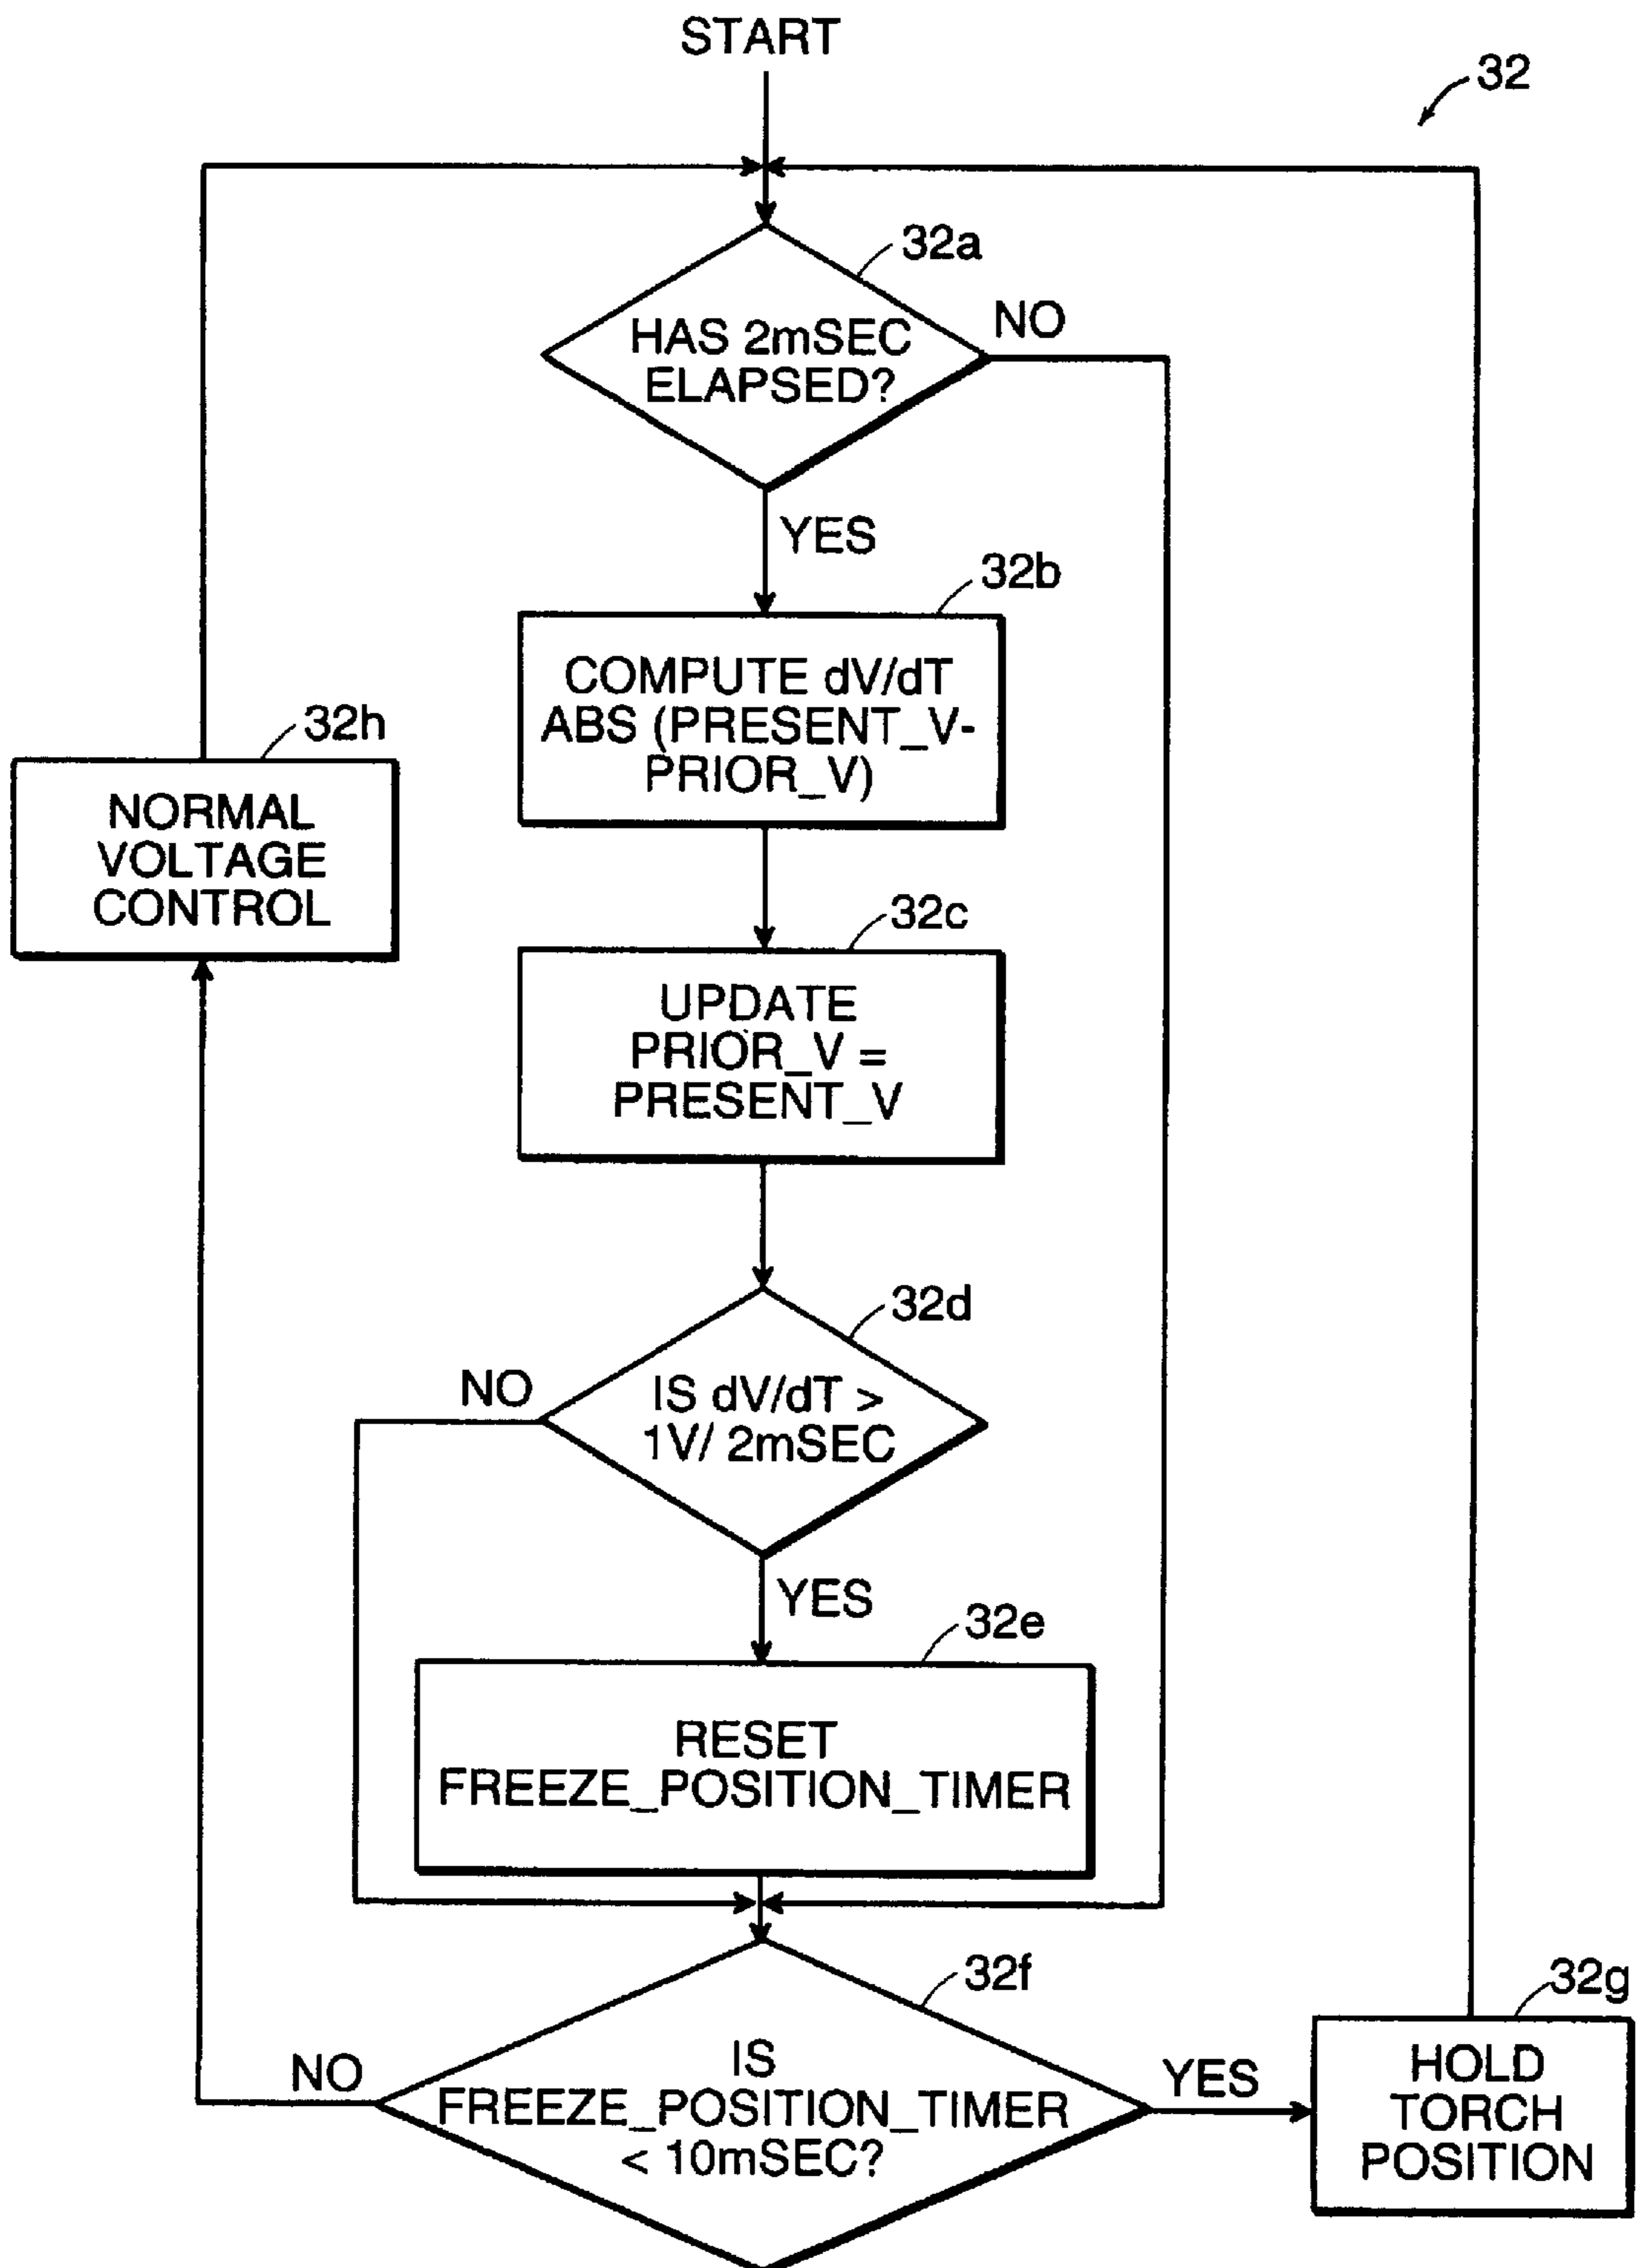 START
32
32a
HAS 2mSEC
ELAPSED?
NO
YES
32b
COMPUTE dV/dT
ABS (PRESENT_V-
PRIOR_V)
32h
NORMAL
VOLTAGE
CONTROL
32c
UPDATE
PRIOR_V =
PRESENT_V
32d
IS dV/dT >
1V/ 2mSEC
NO
YES
32e
RESET
FREEZE_POSITION_TIMER
32f
IS
FREEZE_POSITION_TIMER
< 10mSEC?
NO
YES
32g
HOLD
TORCH
POSITION